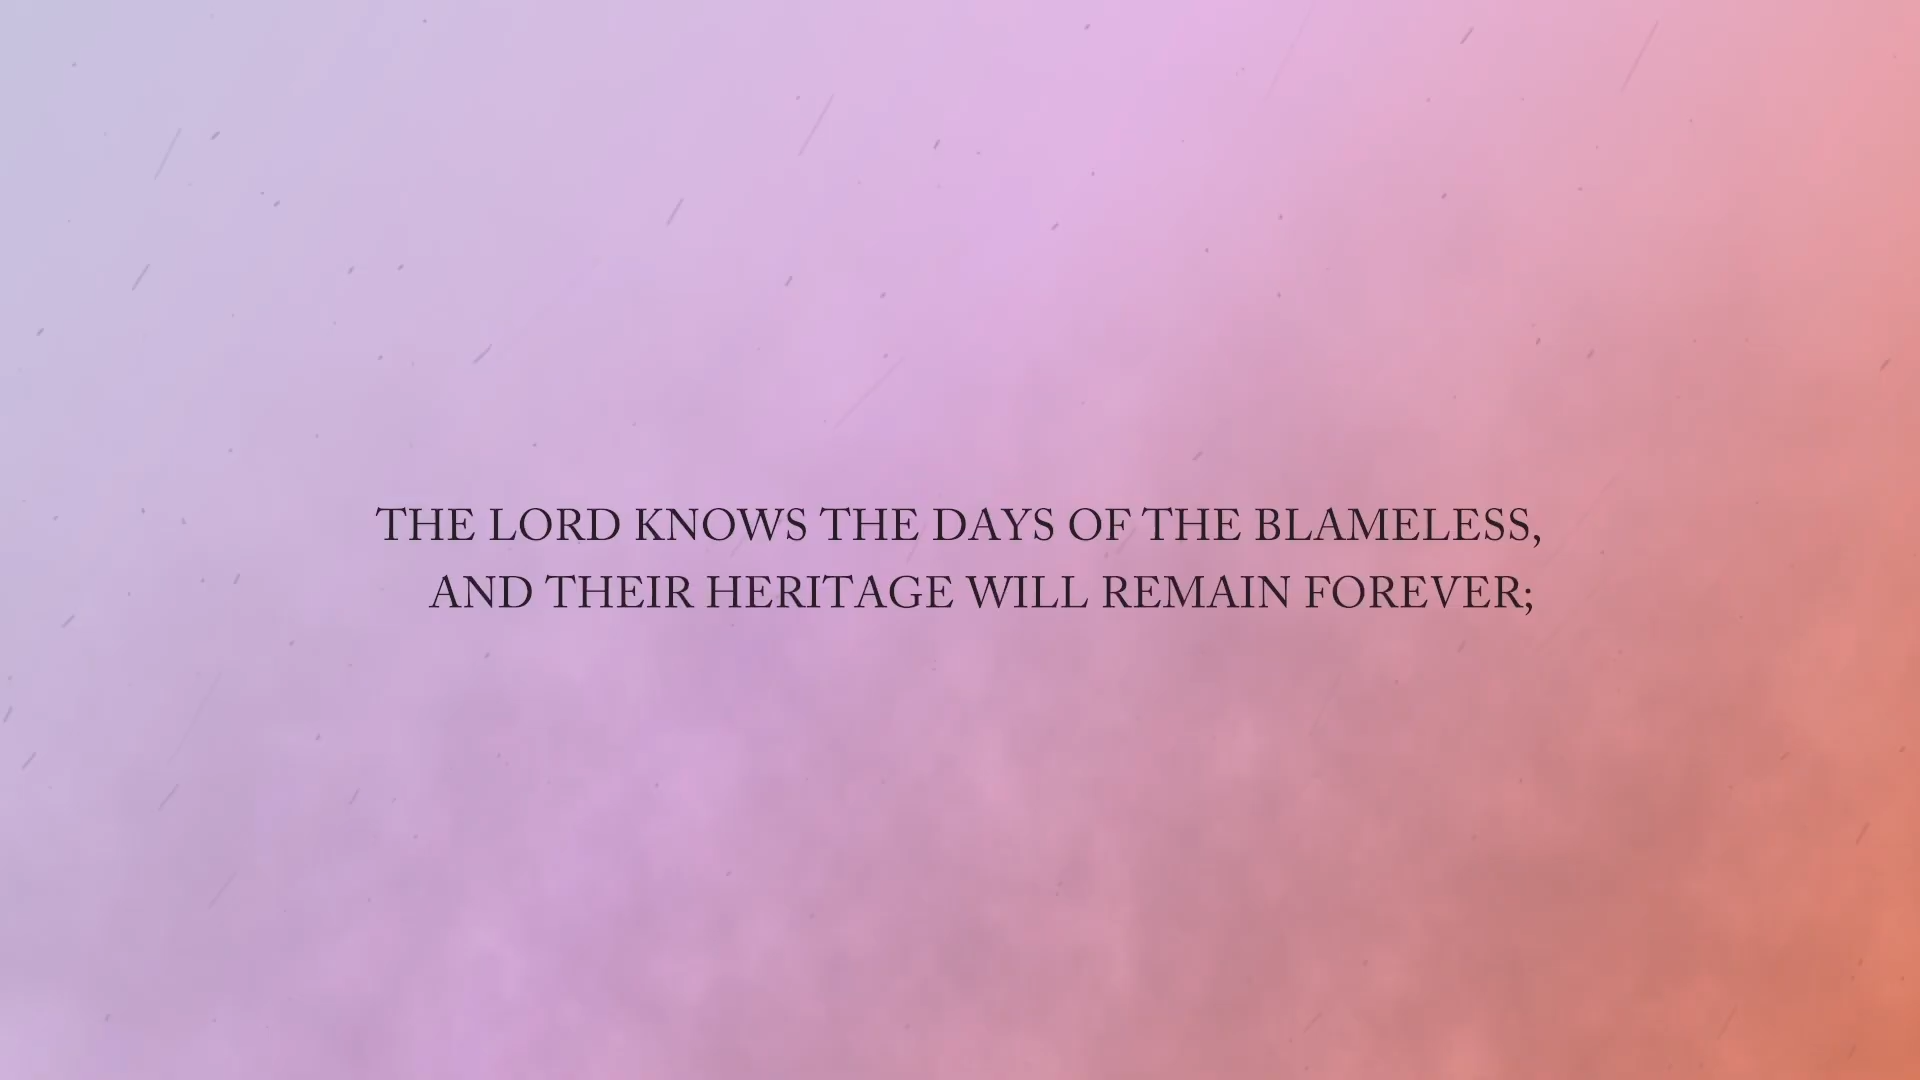 THE LORD KNOWS THE DAYS OF THE BLAMELESS,
AND THEIR HERITAGE WILL REMAIN FOREVER;